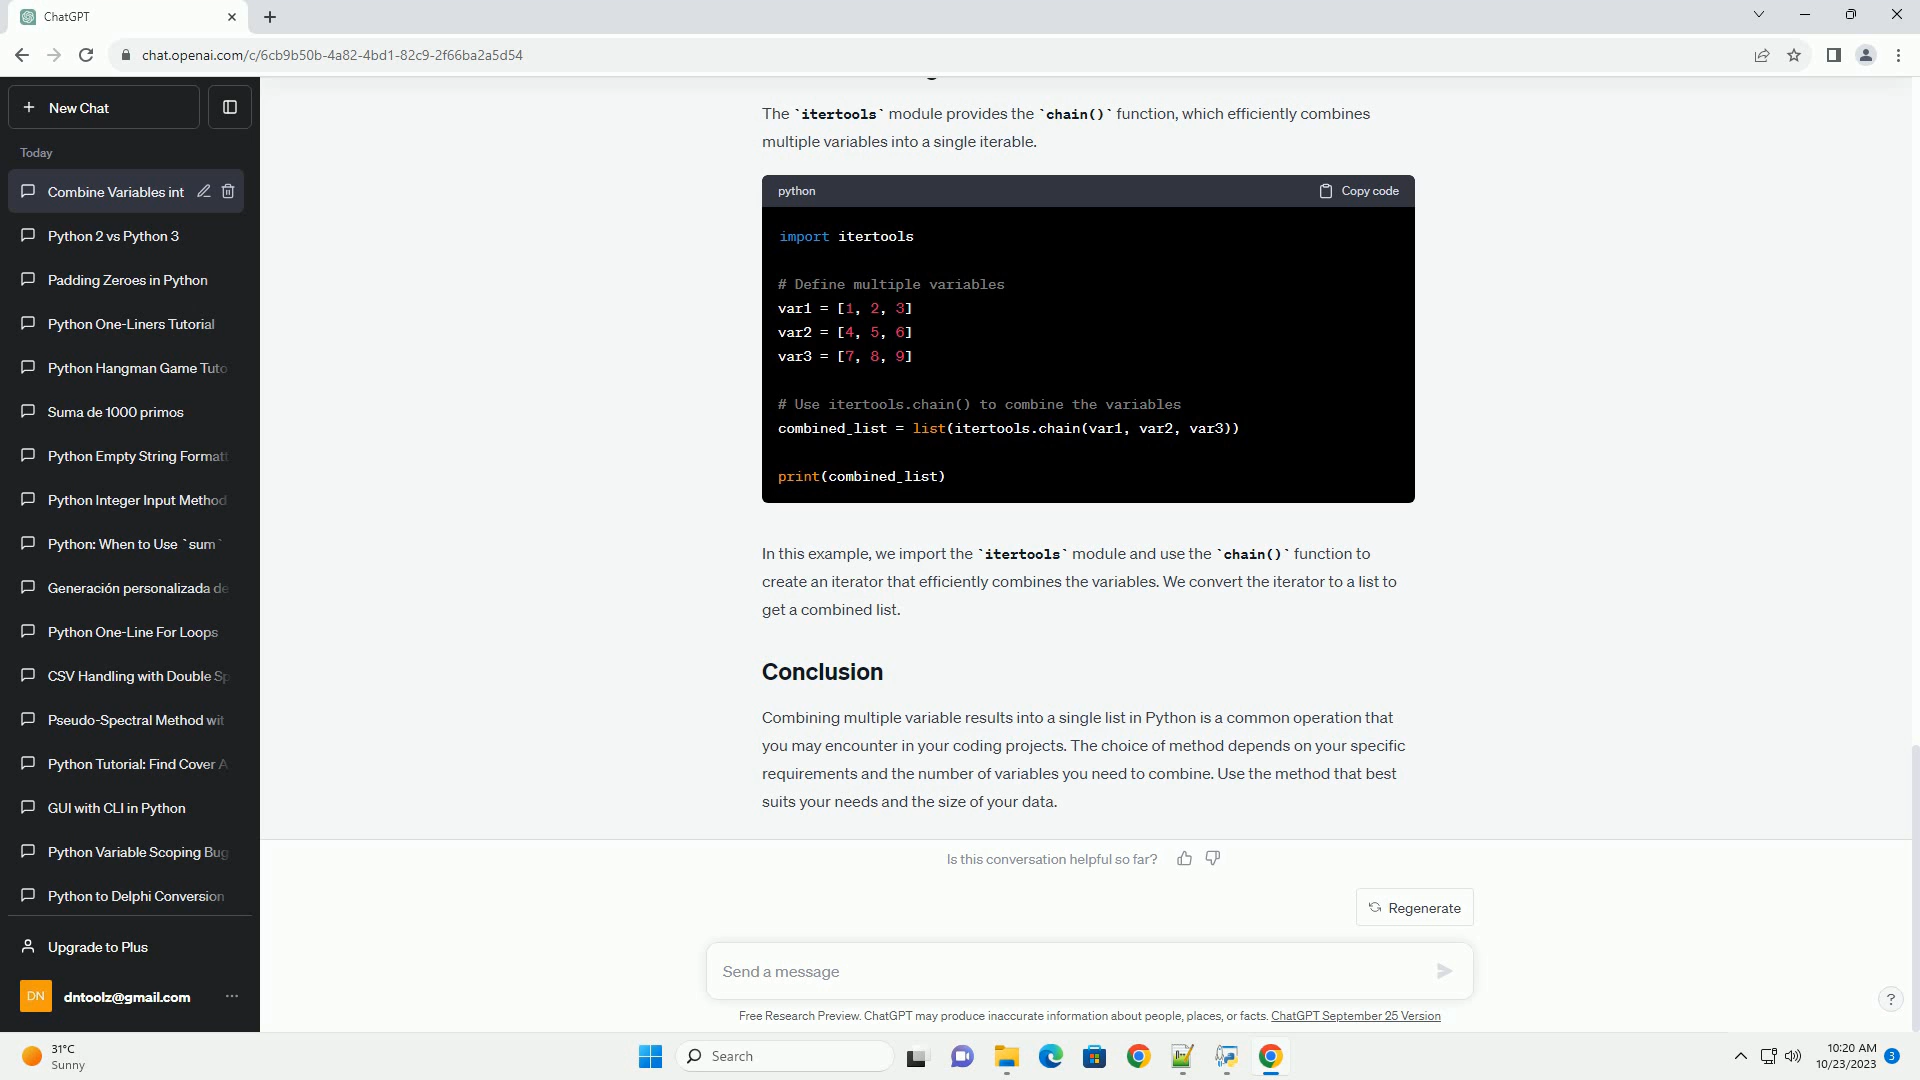 ChatGPT
chat.openai.com/c/6cb9b50b-4a82-4bd1-82c9-2f66ba2a5d54
New Chat
Today
Combine Variables int
Python 2 vs Python 3
Padding Zeroes in Python
Python One-Liners Tutorial
Python Hangman Game Tuto
Suma de 1000 primos
Python Empty String Formatt
Python Integer Input Method
Python: When to Use `sum`
Generación personalizada de
Python One-Line For Loops
CSV Handling with Double Sp
Pseudo-Spectral Method wit
Python Tutorial: Find Cover A
GUI with CLI in Python
Python Variable Scoping Bug
Python to Delphi Conversion
Upgrade to Plus
DN
dntoolz@gmail.com
The `itertools` module provides the `chain()` function, which efficiently combines
multiple variables into a single iterable.
python
Copy code
import itertools
# Define multiple variables
var1 = [1, 2, 3]
var2 = [4, 5, 6]
var3 = [7, 8, 9]
# Use itertools.chain() to combine the variables
combined_list = list(itertools.chain(var1, var2, var3))
print(combined_list)
In this example, we import the `itertools` module and use the `chain()` function to
create an iterator that efficiently combines the variables. We convert the iterator to a list to
get a combined list.
Conclusion
Combining multiple variable results into a single list in Python is a common operation that
you may encounter in your coding projects. The choice of method depends on your specific
requirements and the number of variables you need to combine. Use the method that best
suits your needs and the size of your data.
Is this conversation helpful so far?
Regenerate
Send a message
Free Research Preview. ChatGPT may produce inaccurate information about people, places, or facts. ChatGPT September 25 Version
?
31°C
Sunny
Search
10:20 AM
10/23/2023
3